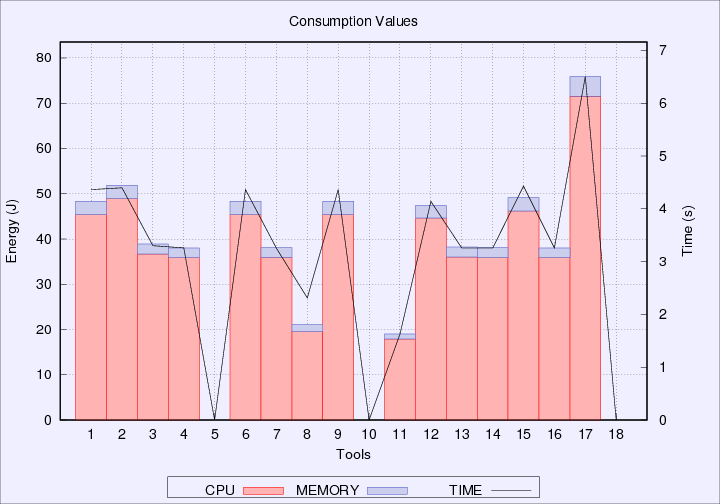 Consumption Values
80
70
60
50
40
30
20
10
0
7
6
5
4
3
2
1
0
Energy (J)
Time (s)
1 2 3 4 5 6 7 8 9 10 11 12 13 14 15 16 17 18
Tools
CPU MEMORY TIME